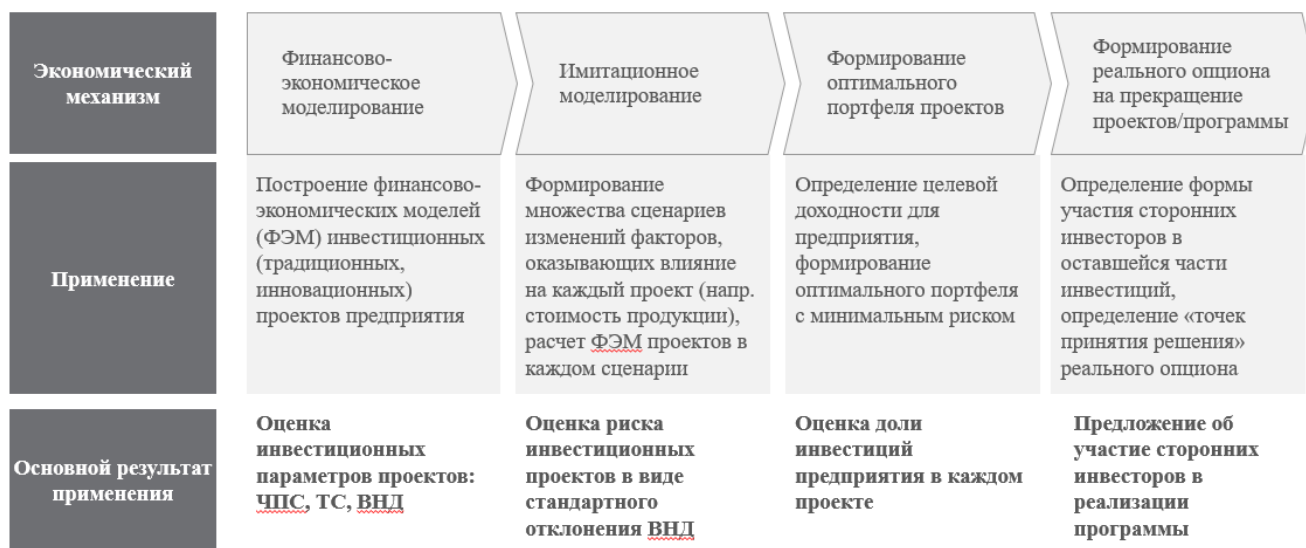 Экономический
механизм
Финансово-
экономическое
моделирование
Имитационное
моделирование
Формирование
оптимального
портфеля проектов
Формирование
реального опциона
на прекращение
проектов/программы
Применение
Построение финансово-
экономических моделей
(ФЭМ) инвестиционных
(традиционных,
инновационных)
проектов предприятия
Формирование
множества сценариев
изменений факторов,
оказывающих влияние
на каждый проект (напр.
стоимость продукции),
расчет ФЭМ проектов в
каждом сценарии
Определение целевой
доходности для
предприятия,
формирование
оптимального портфеля
с минимальным риском
Определение формы
участия сторонних
инвесторов в
оставшейся части
инвестиций,
определение «точек
принятия решения»
реального опциона
Основной результат
применения
Оценка
инвестиционных
параметров проектов:
ЧПС, ТС, ВНД
Оценка риска
инвестиционных
проектов в виде
стандартного
отклонения ВНД
Оценка доли
инвестиций
предприятия в каждом
проекте
Предложение об
участие сторонних
инвесторов в
реализации
программы